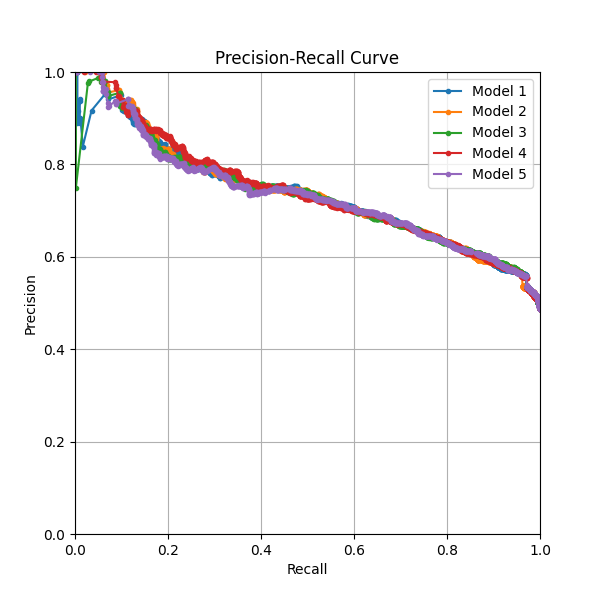 Precision-Recall Curve
1.0
0.8
0.6
0.4
0.2
0.0
Precision
Model 1
Model 2
Model 3
Model 4
Model 5
0.0 0.2 0.4 0.6 0.8 1.0
Recall